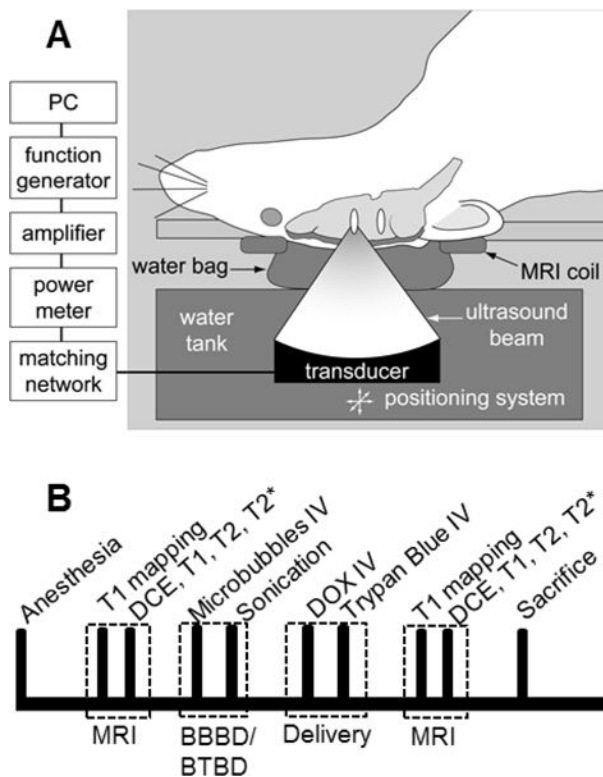 A
PC
function
generator
amplifier
power
meter
matching
network
water bag
MRI coil
water
tank
ultrasound
beam
transducer
positioning system
B
Anesthesia
T1 mapping
DCE, T1, T2, T2*
Microbubbles IV
Sonication
DOX IV
Trypan Blue IV
T1 mapping
DCE, T1, T2, T2*
Sacrifice
MRI
BBBD/
BTBD
Delivery
MRI